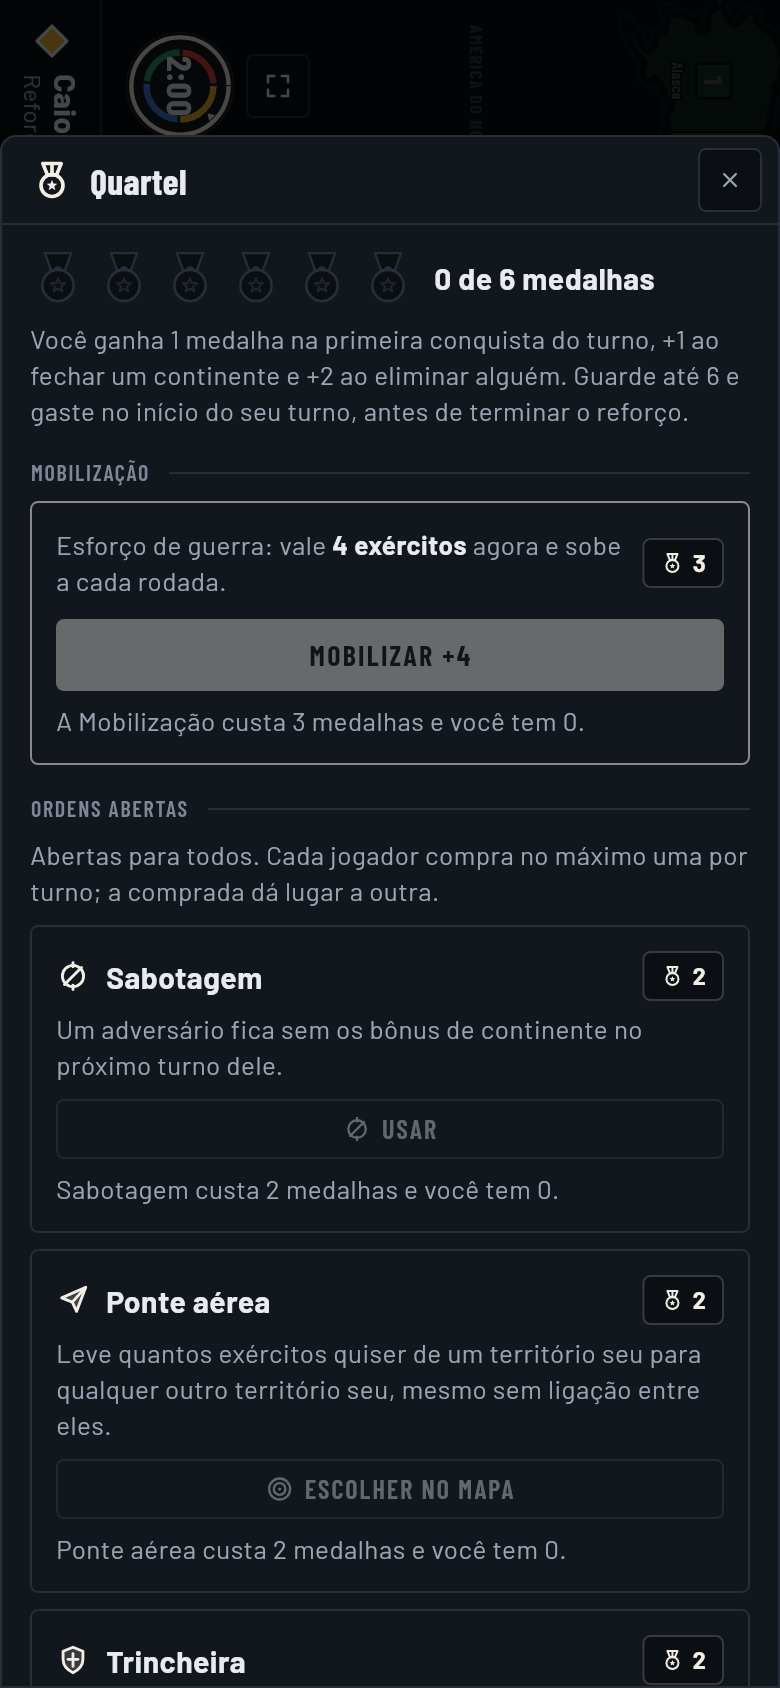 Caio
Refor
2:00
AMÉRICA DO NO
Alasca
1
Quartel
0 de 6 medalhas
Você ganha 1 medalha na primeira conquista do turno, +1 ao
fechar um continente e +2 ao eliminar alguém. Guarde até 6 e
gaste no início do seu turno, antes de terminar o reforço.
MOBILIZAÇÃO
Esforço de guerra: vale 4 exércitos agora e sobe
a cada rodada.
3
MOBILIZAR +4
A Mobilização custa 3 medalhas e você tem 0.
ORDENS ABERTAS
Abertas para todos. Cada jogador compra no máximo uma por
turno; a comprada dá lugar a outra.
Sabotagem
2
Um adversário fica sem os bônus de continente no
próximo turno dele.
USAR
Sabotagem custa 2 medalhas e você tem 0.
Ponte aérea
2
Leve quantos exércitos quiser de um território seu para
qualquer outro território seu, mesmo sem ligação entre
eles.
ESCOLHER NO MAPA
Ponte aérea custa 2 medalhas e você tem 0.
Trincheira
2